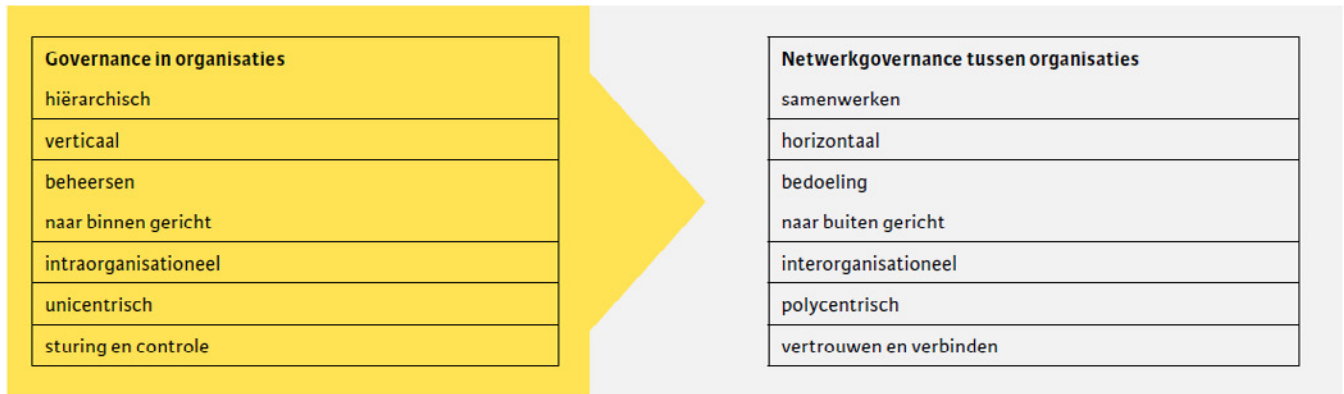 Governance in organisaties
hiërarchisch
verticaal
beheersen
naar binnen gericht
intraorganisationeel
unicentrisch
sturing en controle
Netwerkgovernance tussen organisaties
samenwerken
horizontaal
bedoeling
naar buiten gericht
interorganisationeel
polycentrisch
vertrouwen en verbinden